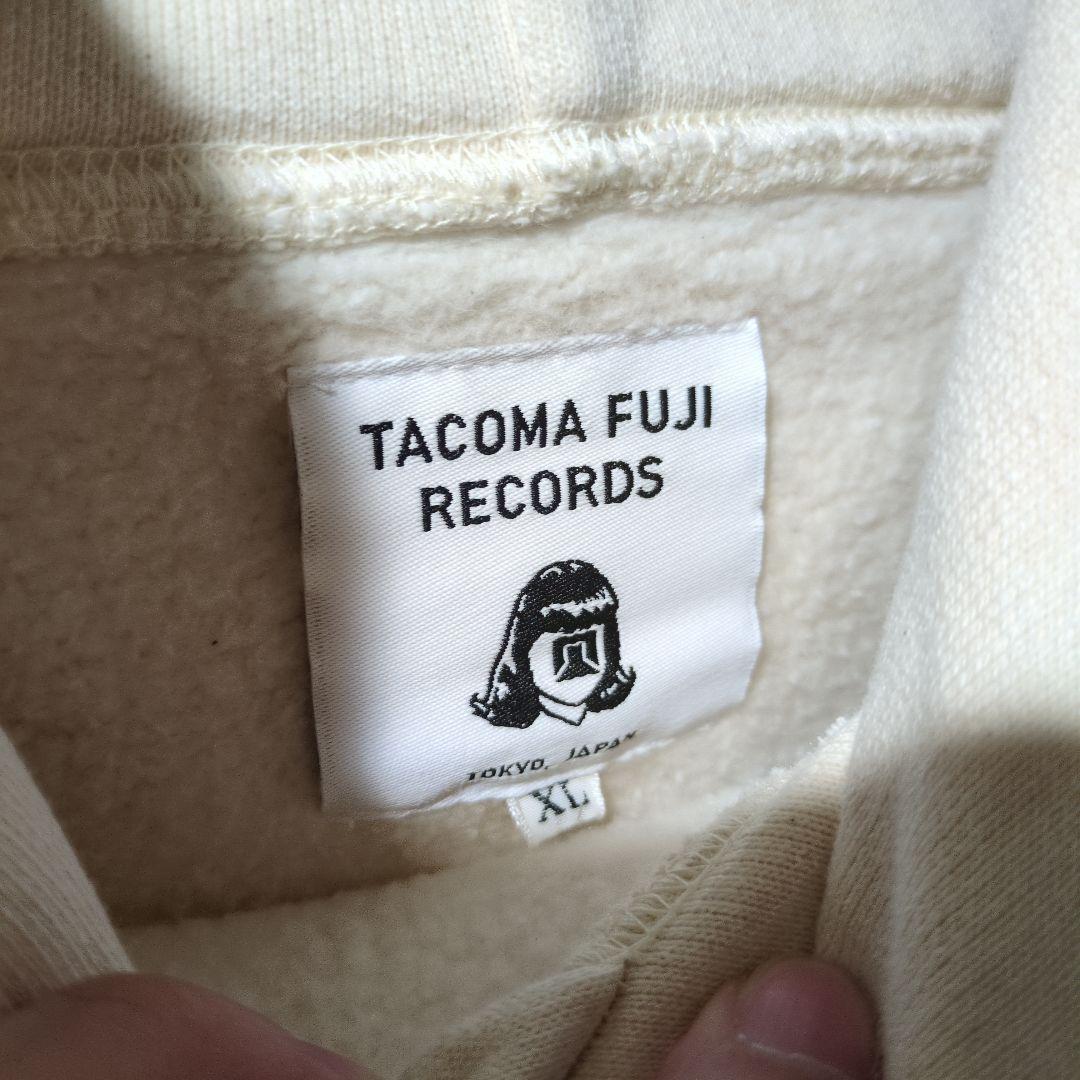 TACOMA FUJI
RECORDS
TOKYO, JAPAN
XL